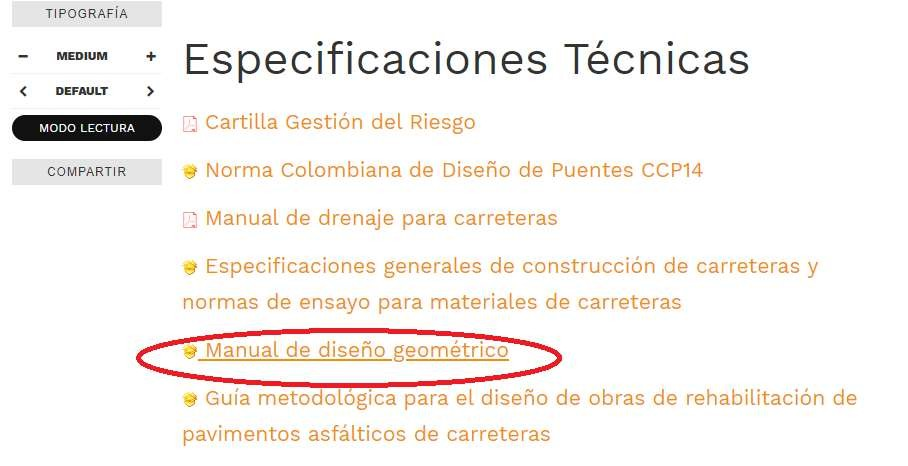 TIPOGRAFÍA
− MEDIUM +
< DEFAULT >
MODO LECTURA
COMPARTIR
Especificaciones Técnicas
Cartilla Gestión del Riesgo
Norma Colombiana de Diseño de Puentes CCP14
Manual de drenaje para carreteras
Especificaciones generales de construcción de carreteras y
normas de ensayo para materiales de carreteras
Manual de diseño geométrico
Guía metodológica para el diseño de obras de rehabilitación de
pavimentos asfálticos de carreteras